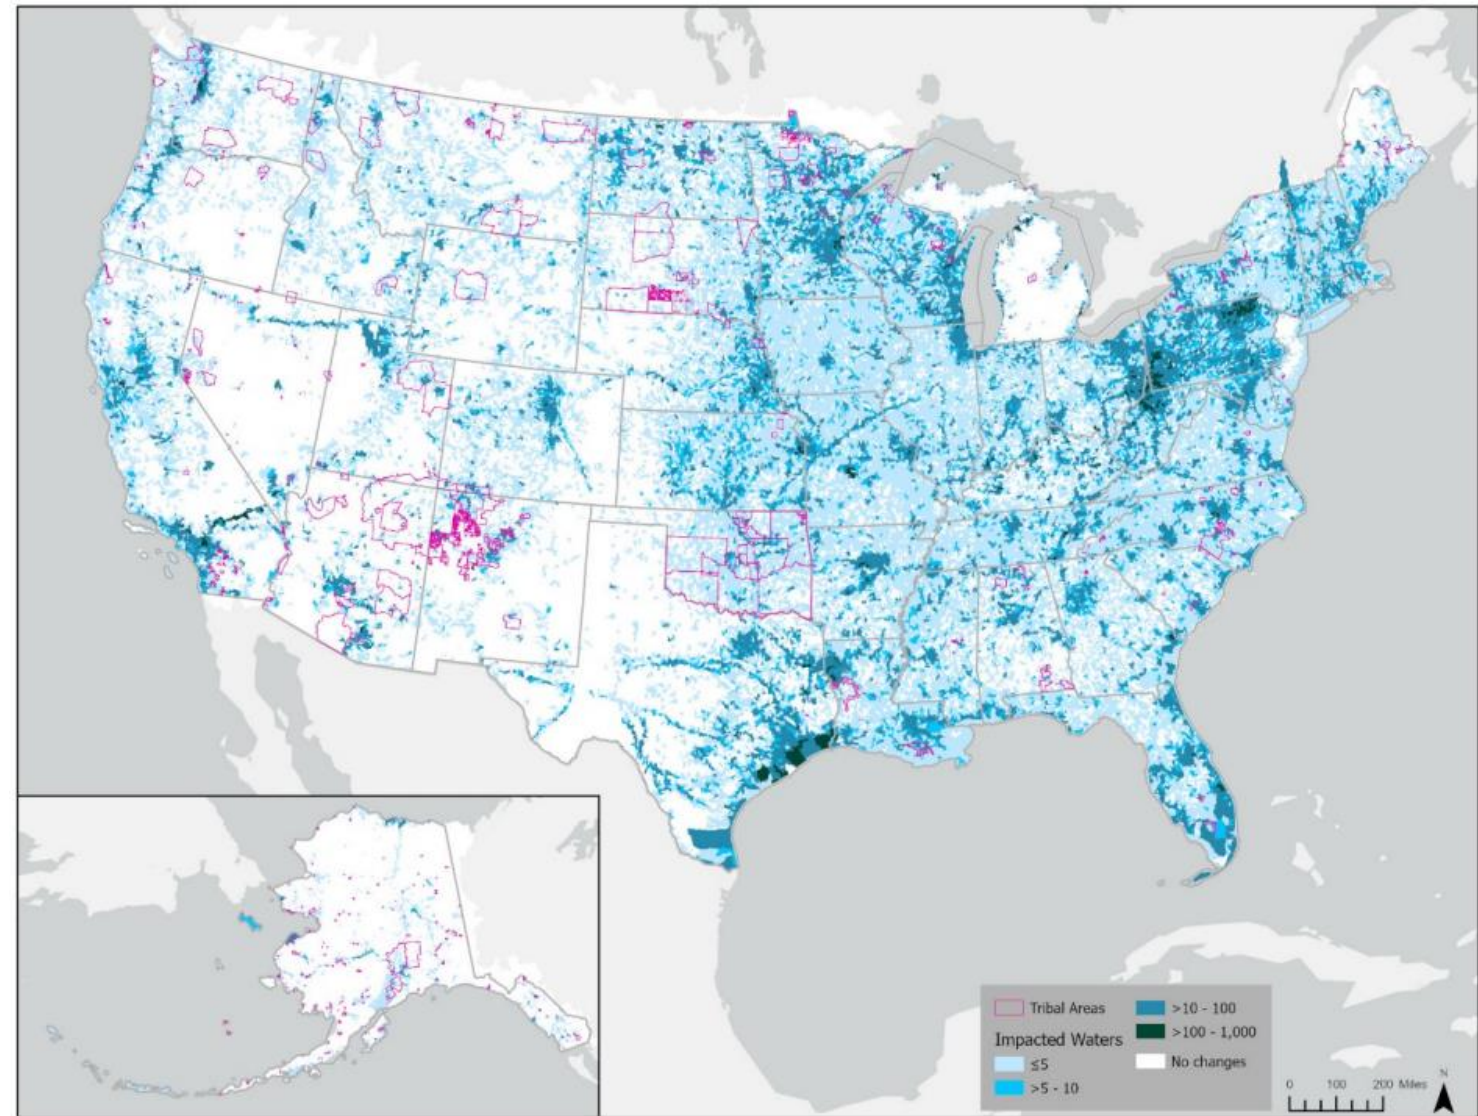 Tribal Areas
Impacted Waters
≤5
>5 - 10
>10 - 100
>100 - 1,000
No changes
0 100 200 Miles
N